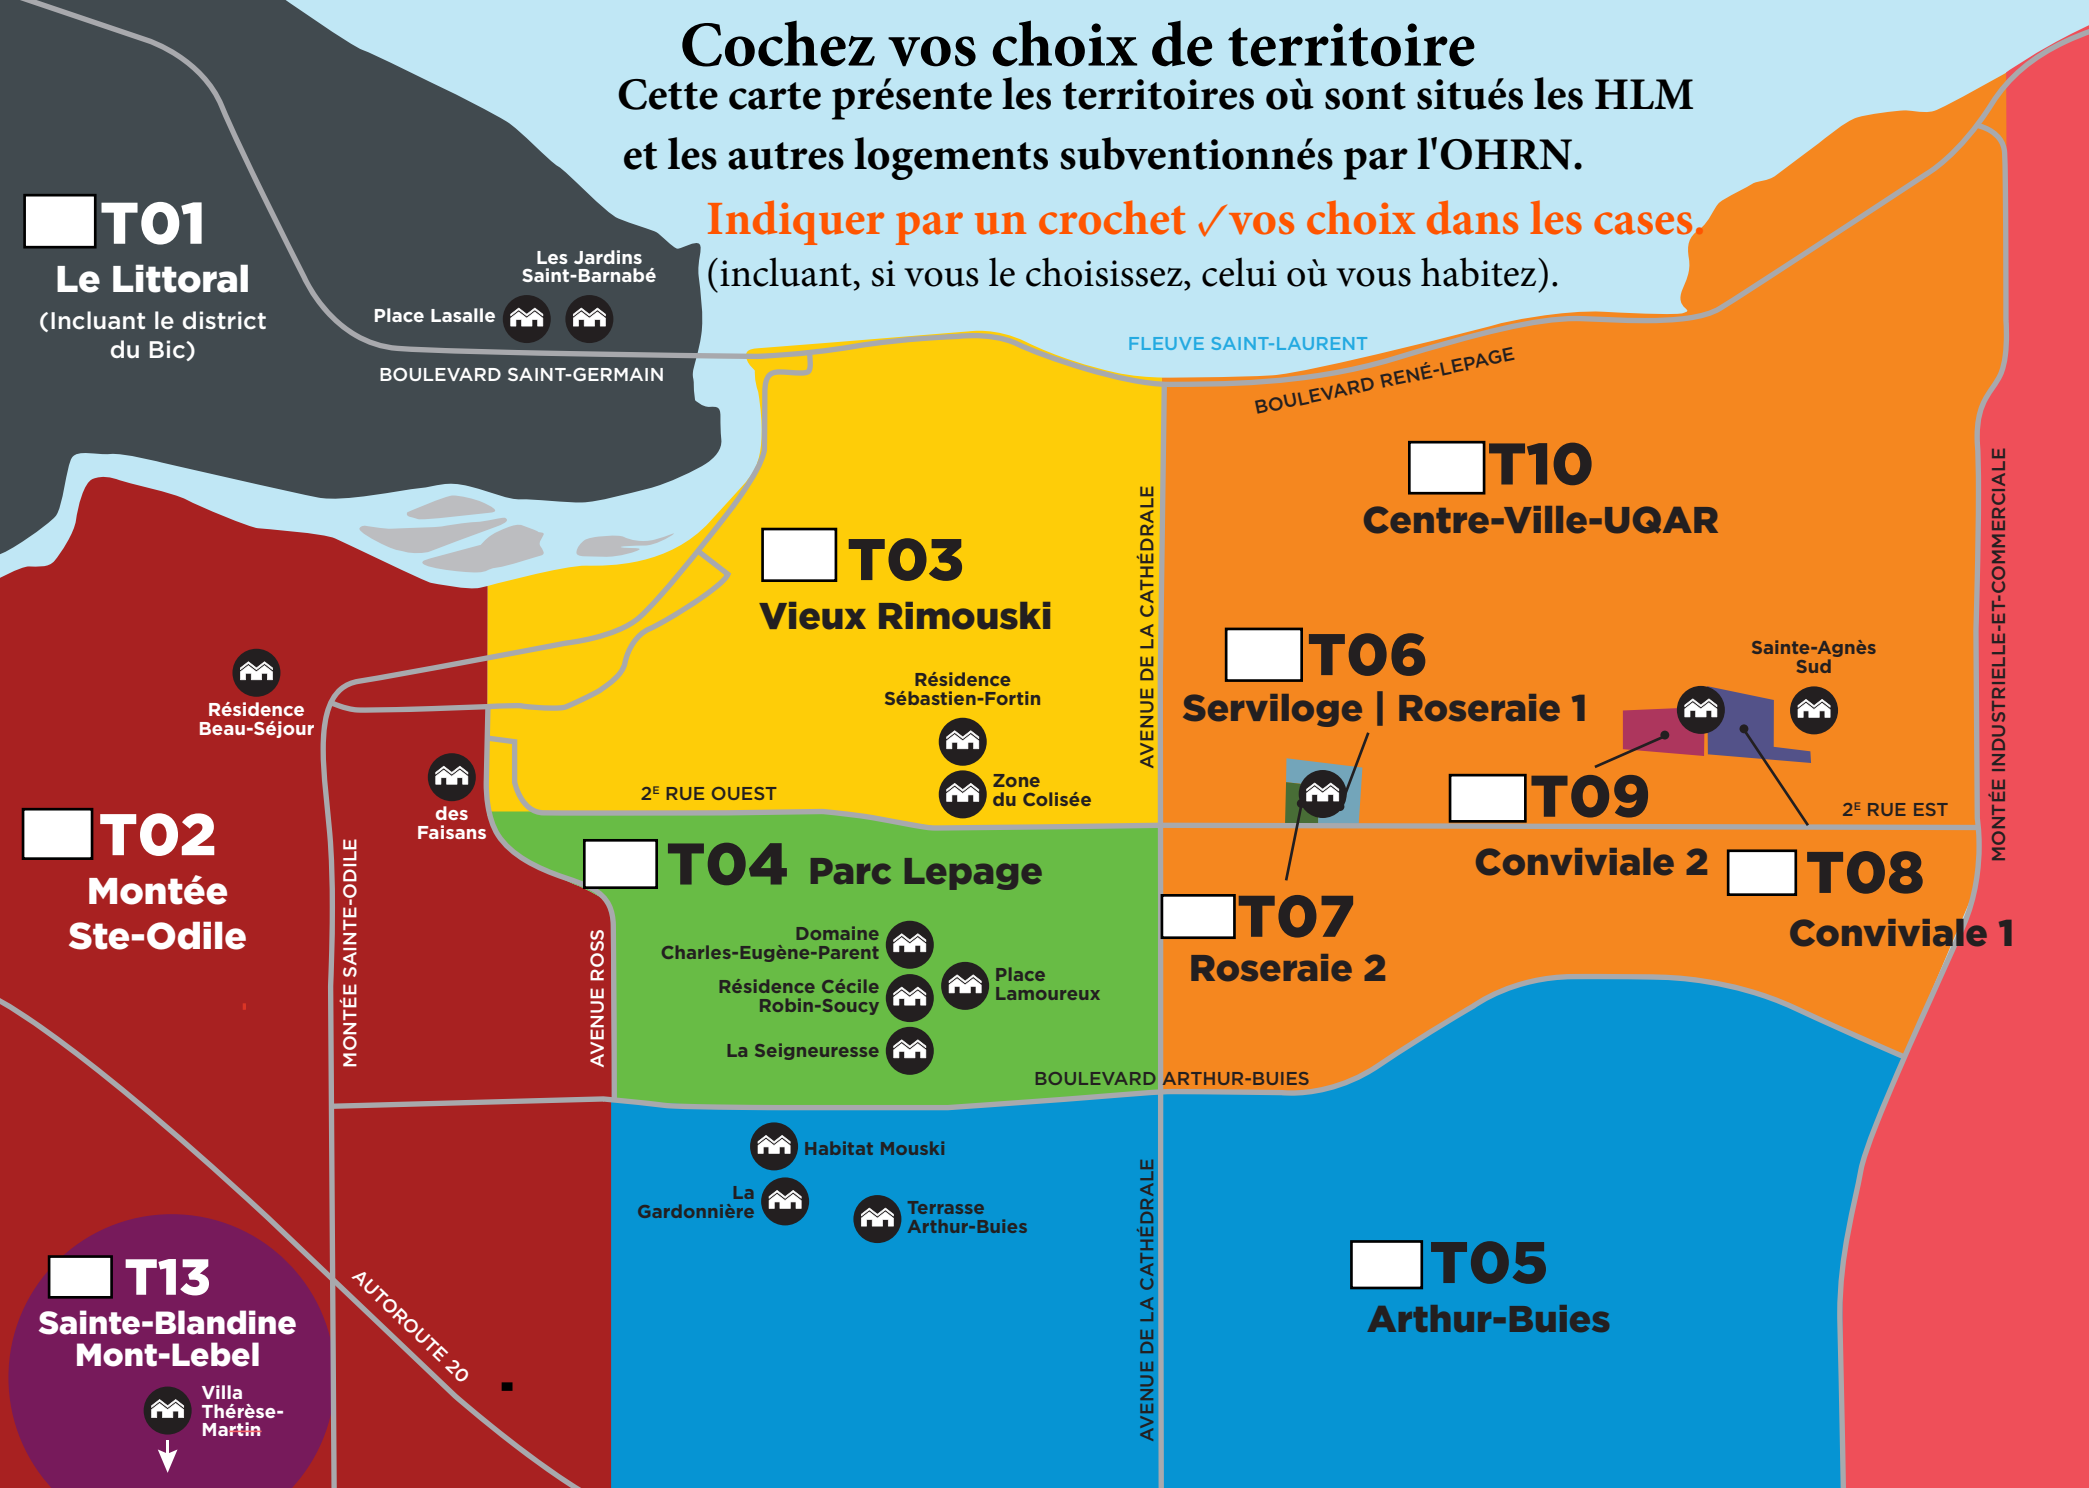 Cochez vos choix de territoire
Cette carte présente les territoires où sont situés les HLM
et les autres logements subventionnés par l'OHRN.
Indiquer par un crochet ✓vos choix dans les cases.
(incluant, si vous le choisissez, celui où vous habitez).
T01
Le Littoral
(Incluant le district
du Bic)
Les Jardins
Saint-Barnabé
Place Lasalle
BOULEVARD SAINT-GERMAIN
FLEUVE SAINT-LAURENT
BOULEVARD RENÉ-LEPAGE
T10
Centre-Ville-UQAR
MONTÉE INDUSTRIELLE-ET-COMMERCIALE
T03
Vieux Rimouski
AVENUE DE LA CATHÉDRALE
Résidence
Sébastien-Fortin
Zone
du Colisée
2E RUE OUEST
T06
Serviloge | Roseraie 1
Sainte-Agnès
Sud
T09
Conviviale 2
2E RUE EST
T08
Conviviale 1
T07
Roseraie 2
Résidence
Beau-Séjour
des
Faisans
T02
Montée
Ste-Odile
MONTÉE SAINTE-ODILE
AVENUE ROSS
T04 Parc Lepage
Domaine
Charles-Eugène-Parent
Résidence Cécile
Robin-Soucy
Place
Lamoureux
La Seigneuresse
BOULEVARD ARTHUR-BUIES
Habitat Mouski
La
Gardonnière
Terrasse
Arthur-Buies
AVENUE DE LA CATHÉDRALE
T05
Arthur-Buies
T13
Sainte-Blandine
Mont-Lebel
Villa
Thérèse-
Martin
AUTOROUTE 20